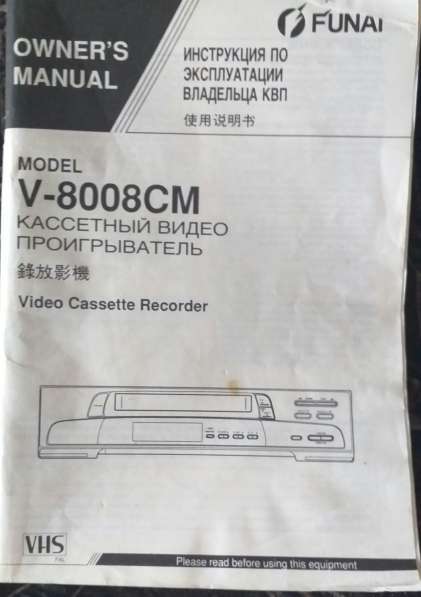 FUNAI
OWNER'S
MANUAL
ИНСТРУКЦИЯ ПО
ЭКСПЛУАТАЦИИ
ВЛАДЕЛЬЦА КВП
使用说明书
MODEL
V-8008CM
КАССЕТНЫЙ ВИДЕО
ПРОИГРЫВАТЕЛЬ
錄放影機
Video Cassette Recorder
VHS
PAL
Please read before using this equipment